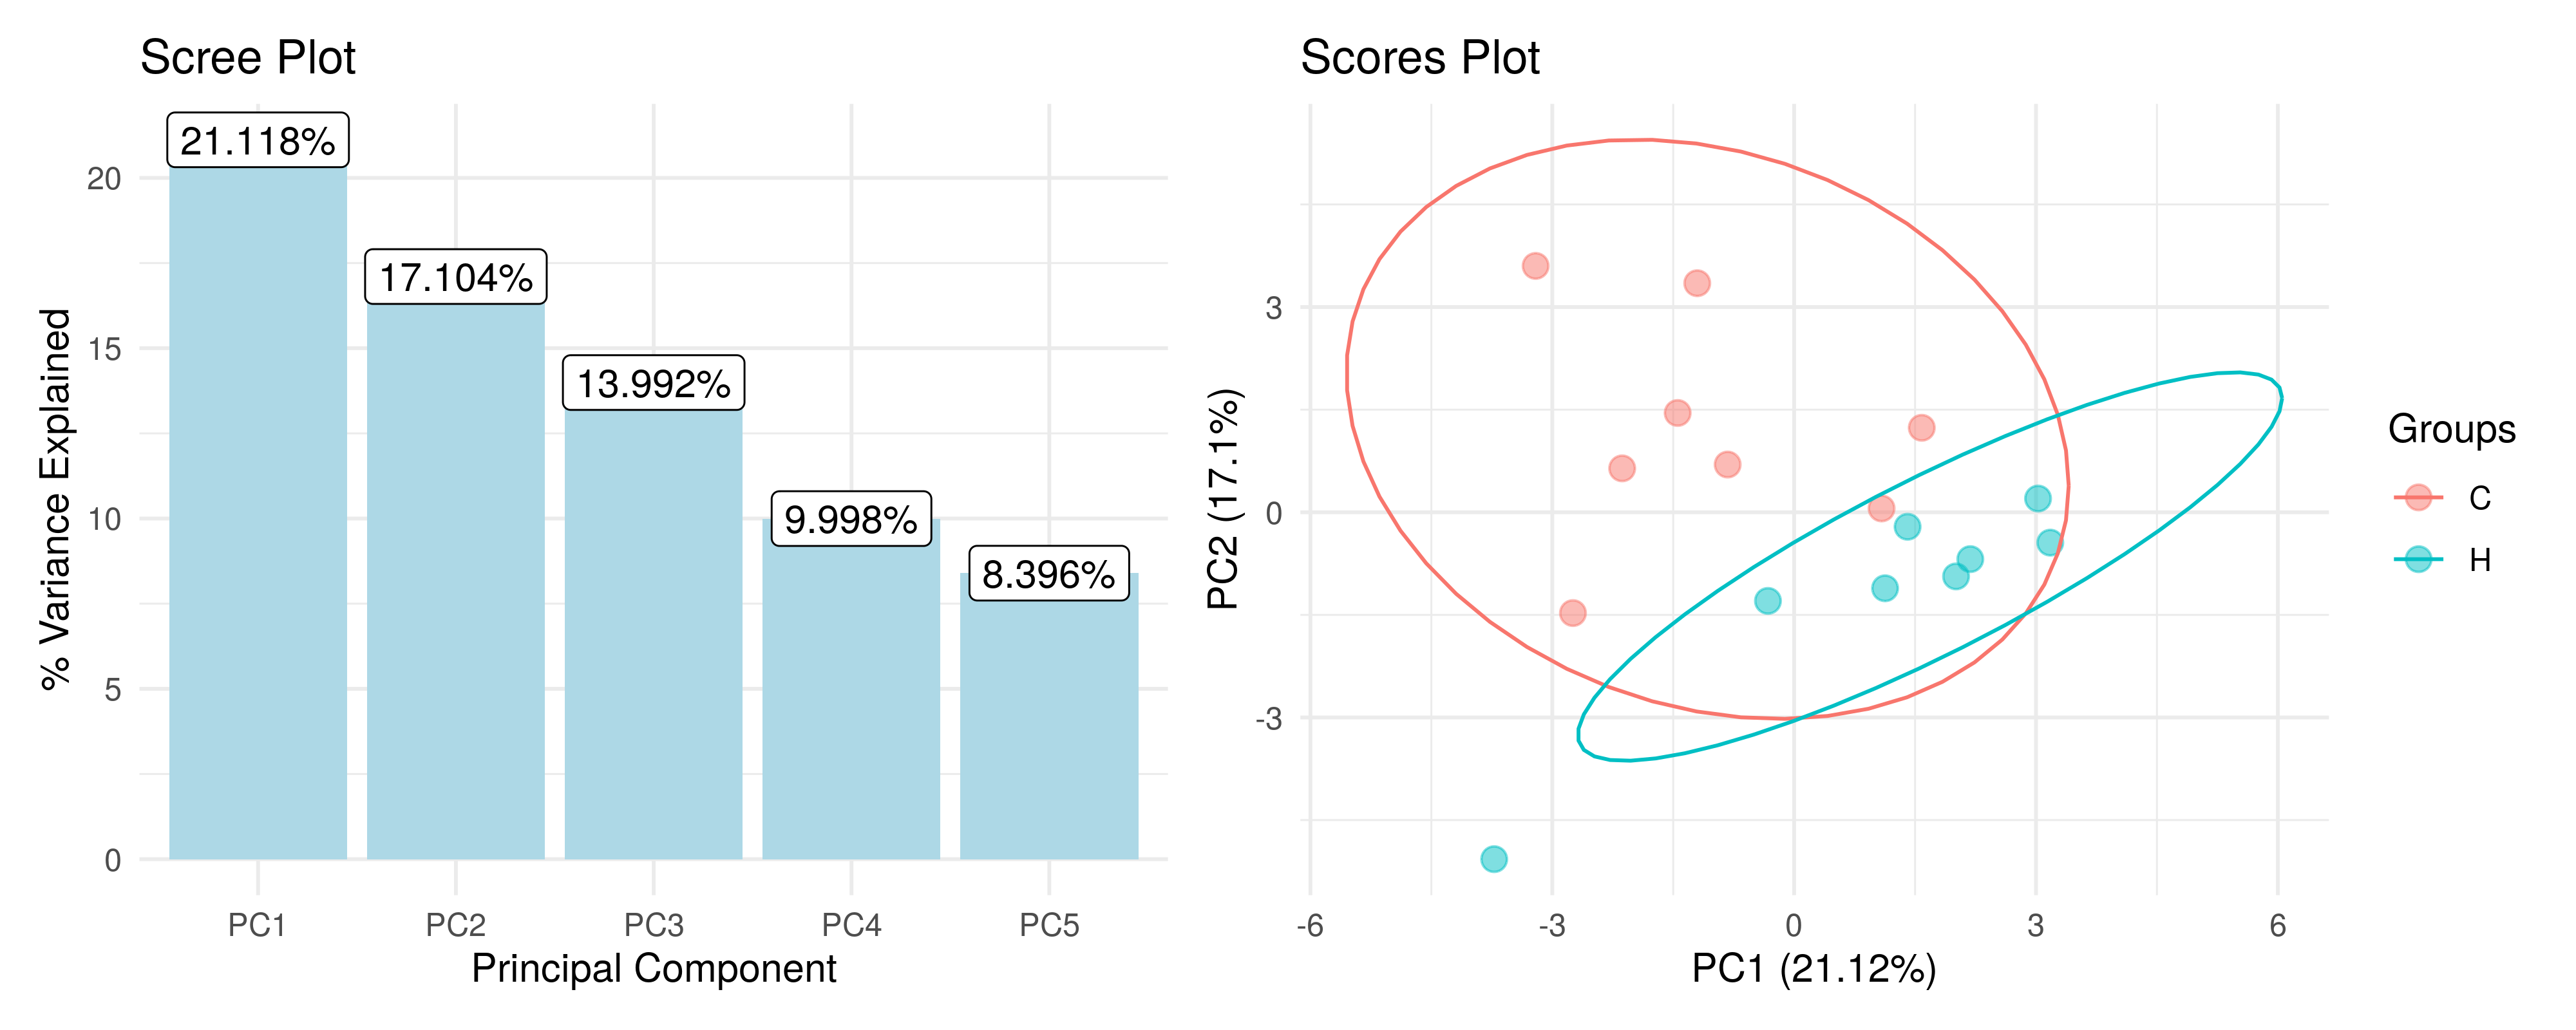 Scree Plot
% Variance Explained
20
15
10
5
0
21.118%
17.104%
13.992%
9.998%
8.396%
PC1 PC2 PC3 PC4 PC5
Principal Component
Scores Plot
PC2 (17.1%)
3
0
-3
-6 -3 0 3 6
PC1 (21.12%)
Groups
C
H